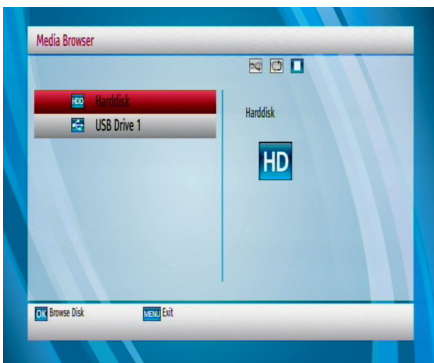 Media Browser
HDD Harddisk
USB Drive 1
Harddisk
HD
OK Browse Disk MENU Exit